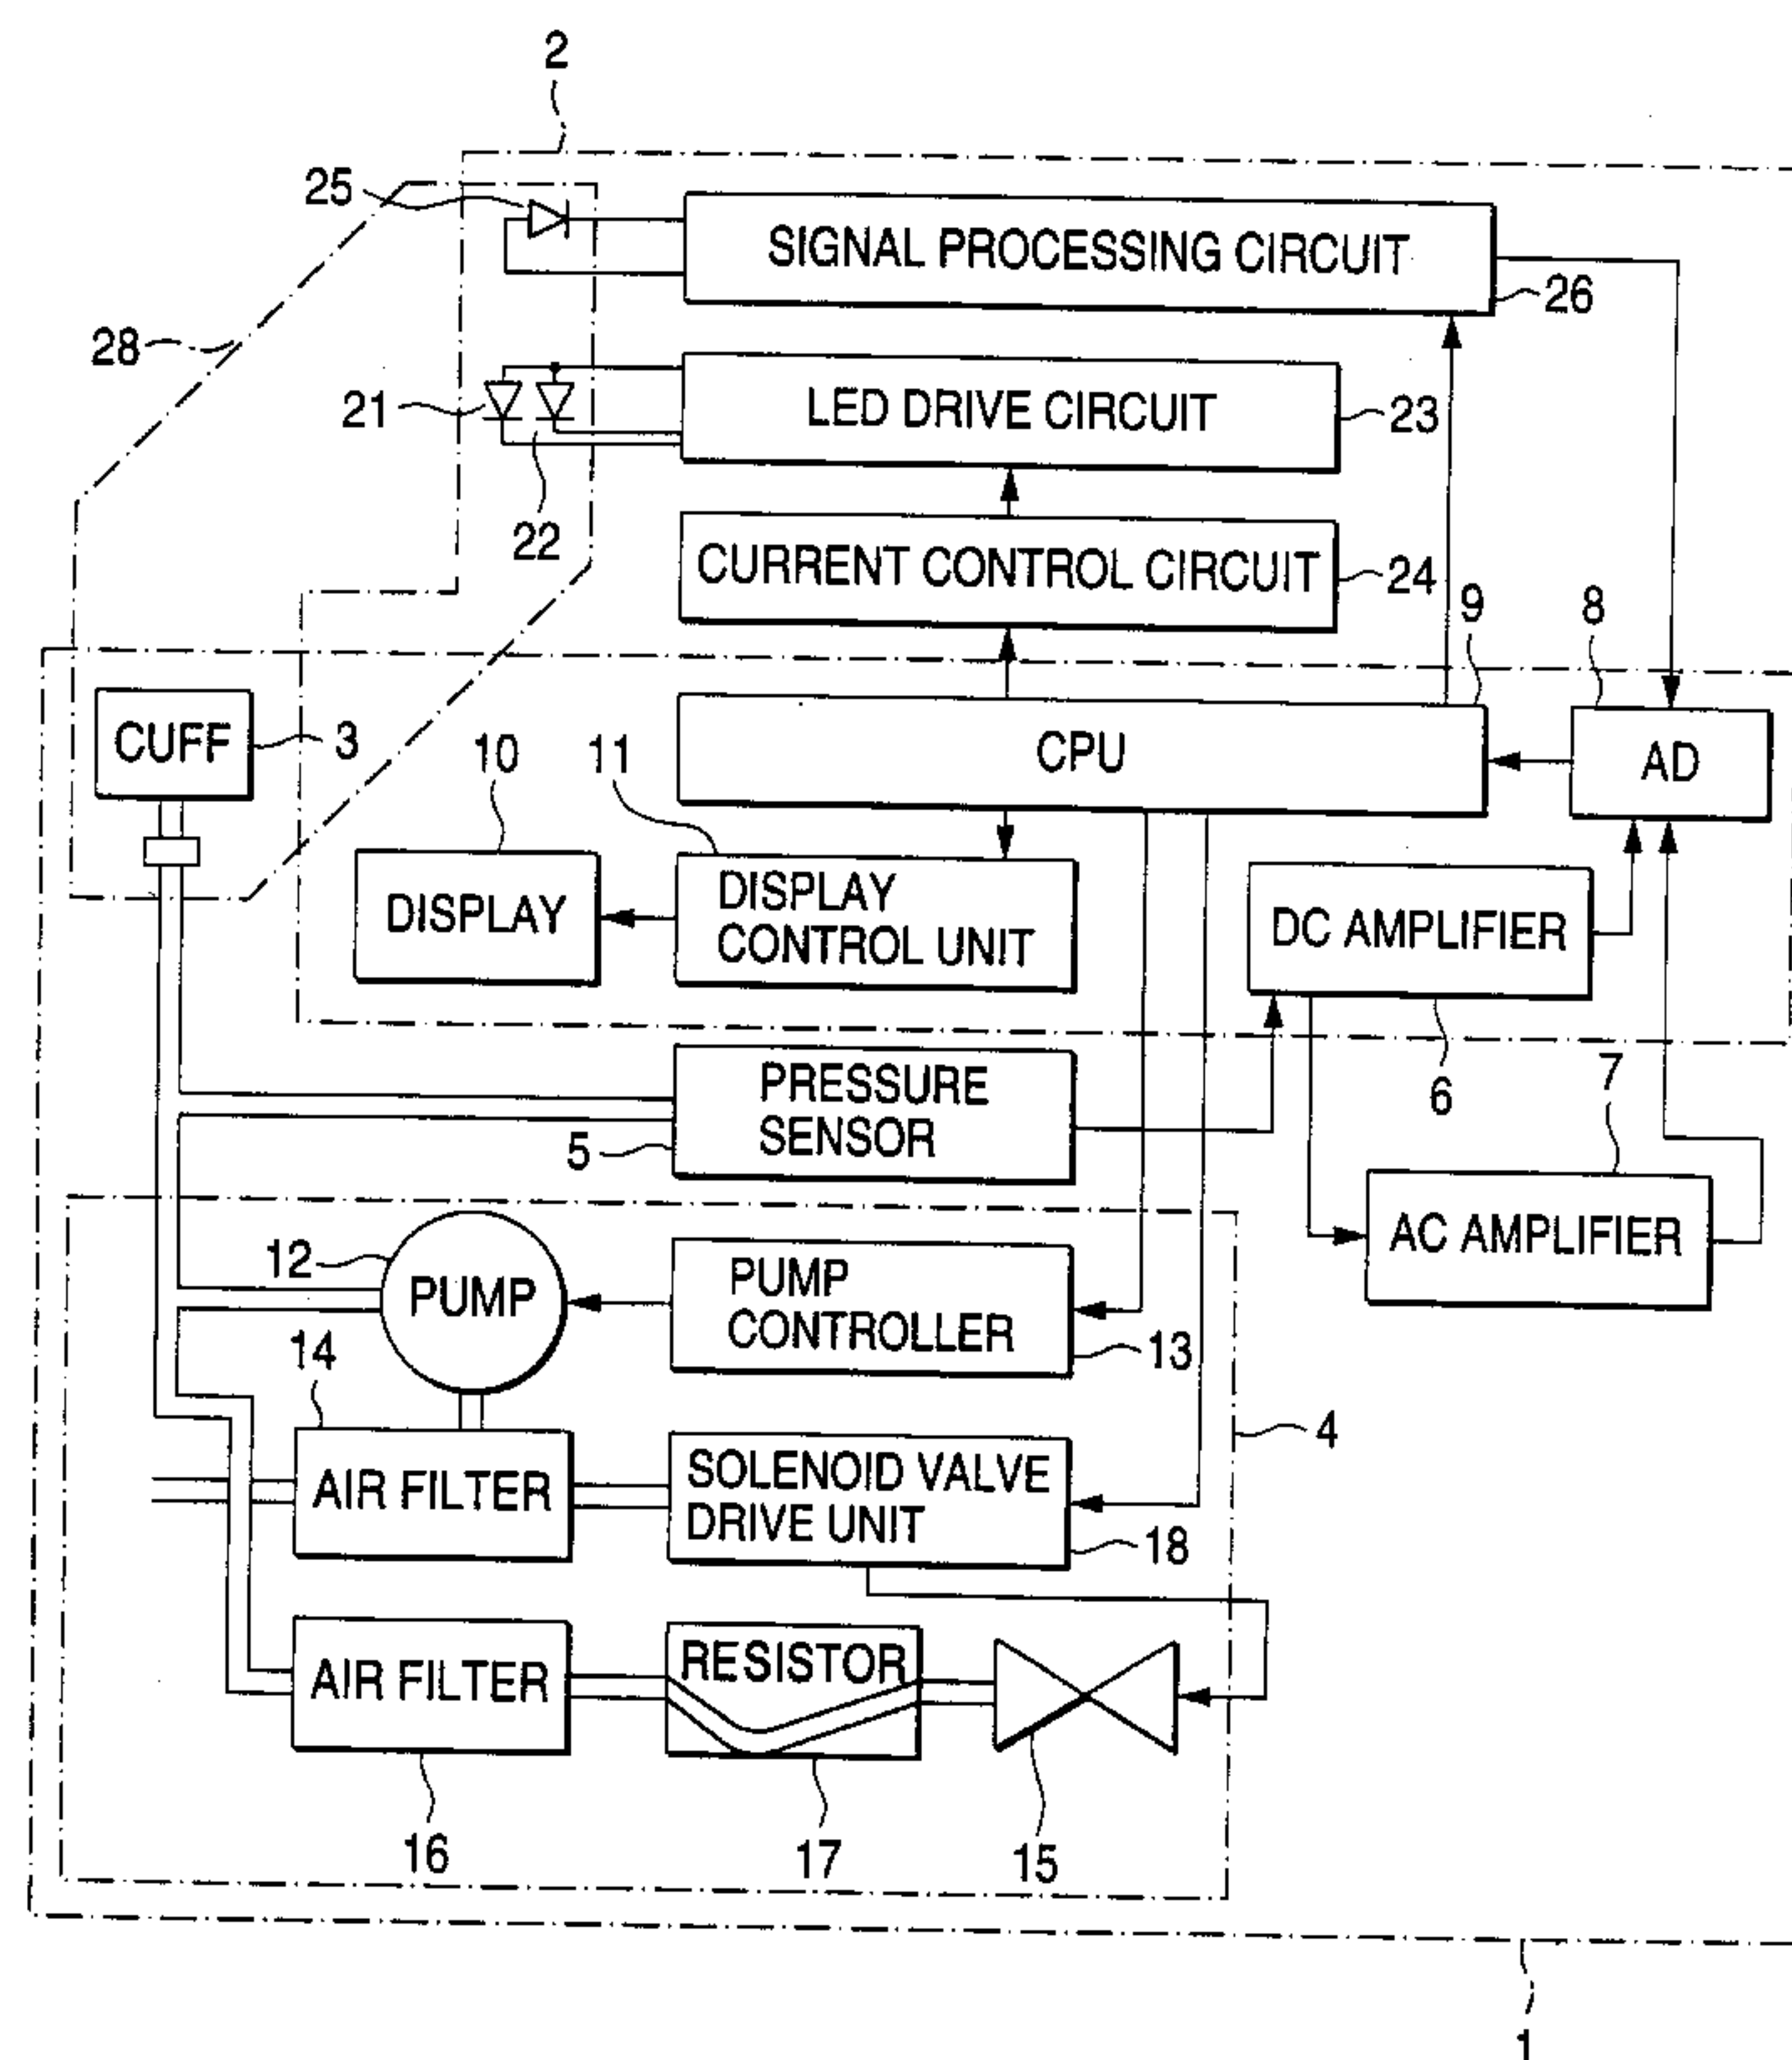 2
25
SIGNAL PROCESSING CIRCUIT
26
28
21
LED DRIVE CIRCUIT
23
22
CURRENT CONTROL CIRCUIT
24
9
8
CUFF
3
10
11
CPU
AD
DISPLAY
DISPLAY
CONTROL UNIT
DC AMPLIFIER
6
7
PRESSURE
SENSOR
5
AC AMPLIFIER
12
PUMP
PUMP
CONTROLLER
13
14
4
AIR FILTER
SOLENOID VALVE
DRIVE UNIT
18
AIR FILTER
RESISTOR
16
17
15
1